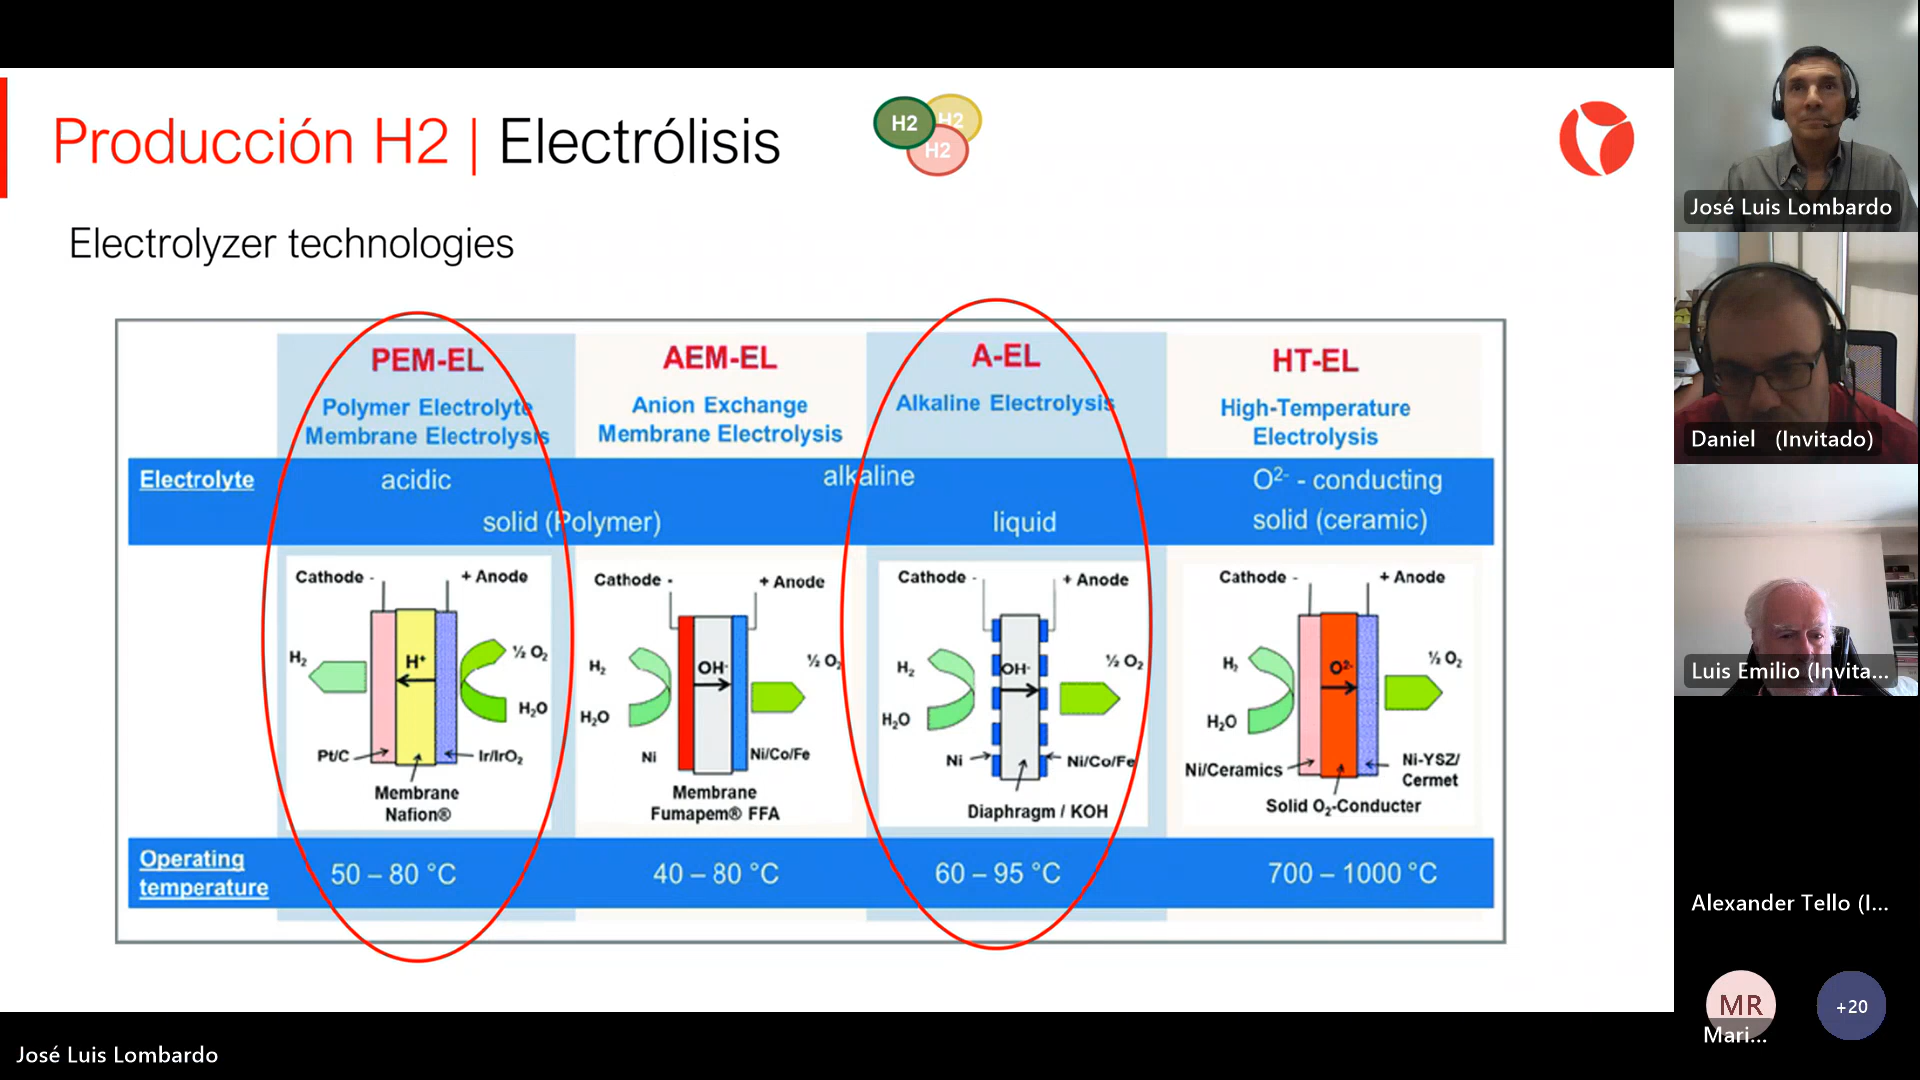 Producción H2 | Electrólisis
H2
H2
H2
Electrolyzer technologies
PEM-EL
Polymer Electrolyte
Membrane Electrolysis
AEM-EL
Anion Exchange
Membrane Electrolysis
A-EL
Alkaline Electrolysis
HT-EL
High-Temperature
Electrolysis
Electrolyte
acidic
alkaline
O²⁻ - conducting
solid (Polymer)
liquid
solid (ceramic)
Cathode -
+ Anode
H₂
H⁺
½ O₂
H₂O
Pt/C
Ir/IrO₂
Membrane
Nafion®
Cathode -
+ Anode
H₂
OH⁻
½ O₂
H₂O
Ni
Ni/Co/Fe
Membrane
Fumapem® FFA
Cathode -
+ Anode
H₂
OH⁻
½ O₂
H₂O
Ni
Ni/Co/Fe
Diaphragm / KOH
Cathode -
+ Anode
H₂
O²⁻
½ O₂
H₂O
Ni/Ceramics
Ni-YSZ/
Cermet
Solid O₂-Conducter
Operating
temperature
50 – 80 °C
40 – 80 °C
60 – 95 °C
700 – 1000 °C
José Luis Lombardo
Daniel (Invitado)
Luis Emilio (Invita...
Alexander Tello (I...
MR
Mari...
+20
José Luis Lombardo